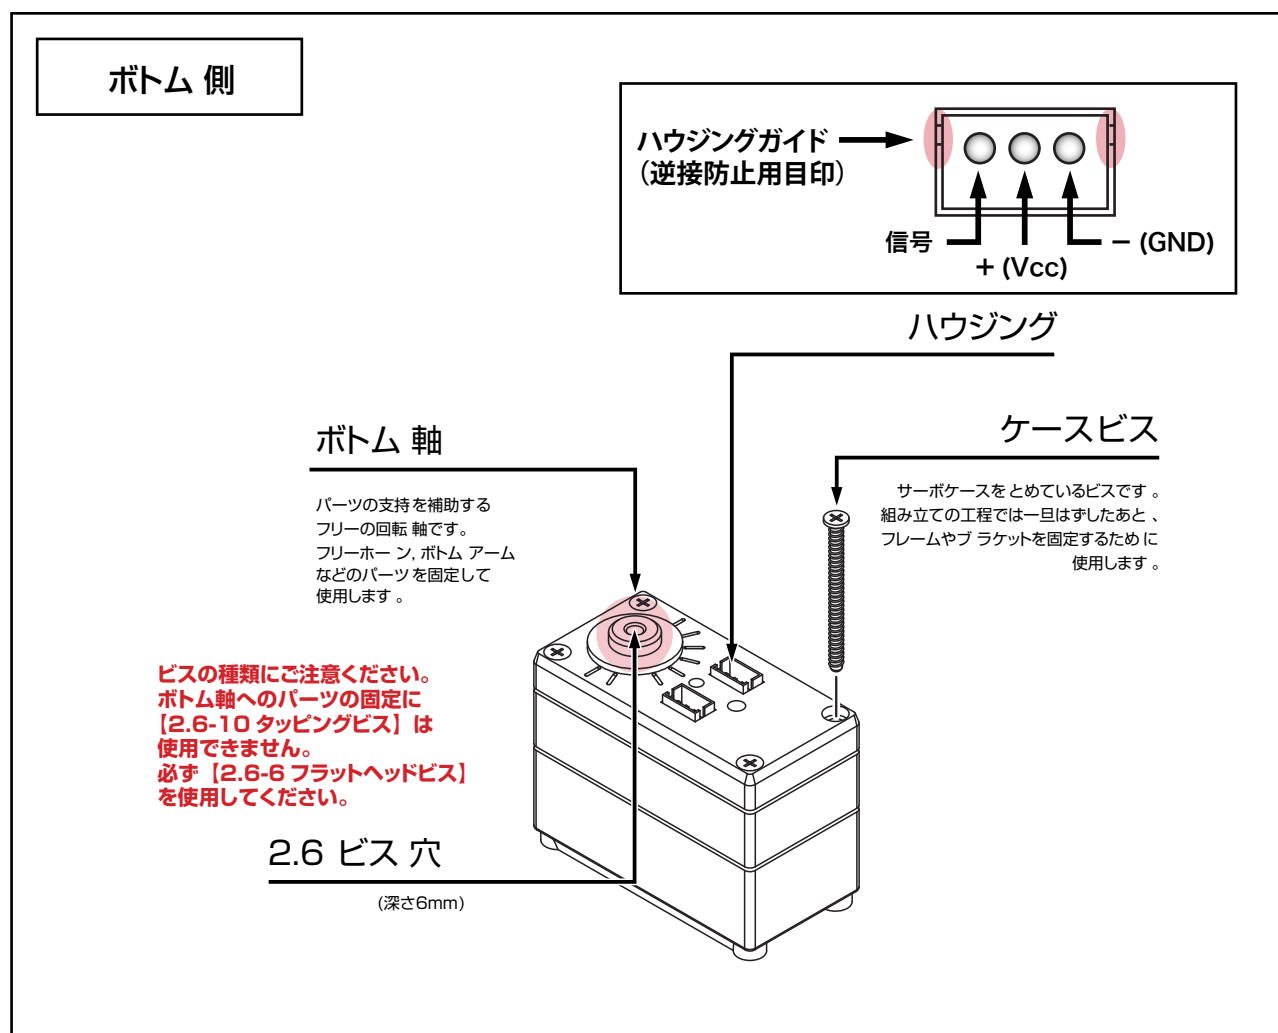 ボトム 側
ハウジングガイド
（逆接防止用目印）
信号
＋ (Vcc)
－ (GND)
ハウジング
ボトム 軸
パーツの支持を補助する
フリーの回転 軸です。
フリーホー ン, ボトム アーム
などのパーツを固定して
使用します 。
ケースビス
サーボケースを とめているビスです 。
組み立ての工程では一旦はずしたあと 、
フレームやブ ラケットを固定するため に
使用します 。
ビスの種類にご注意ください。
ボトム軸へのパーツの固定に
【2.6-10 タッピングビス】 は
使用できません。
必ず 【2.6-6 フラットヘッドビス】
を使用してください。
2.6 ビス 穴
(深さ6mm)